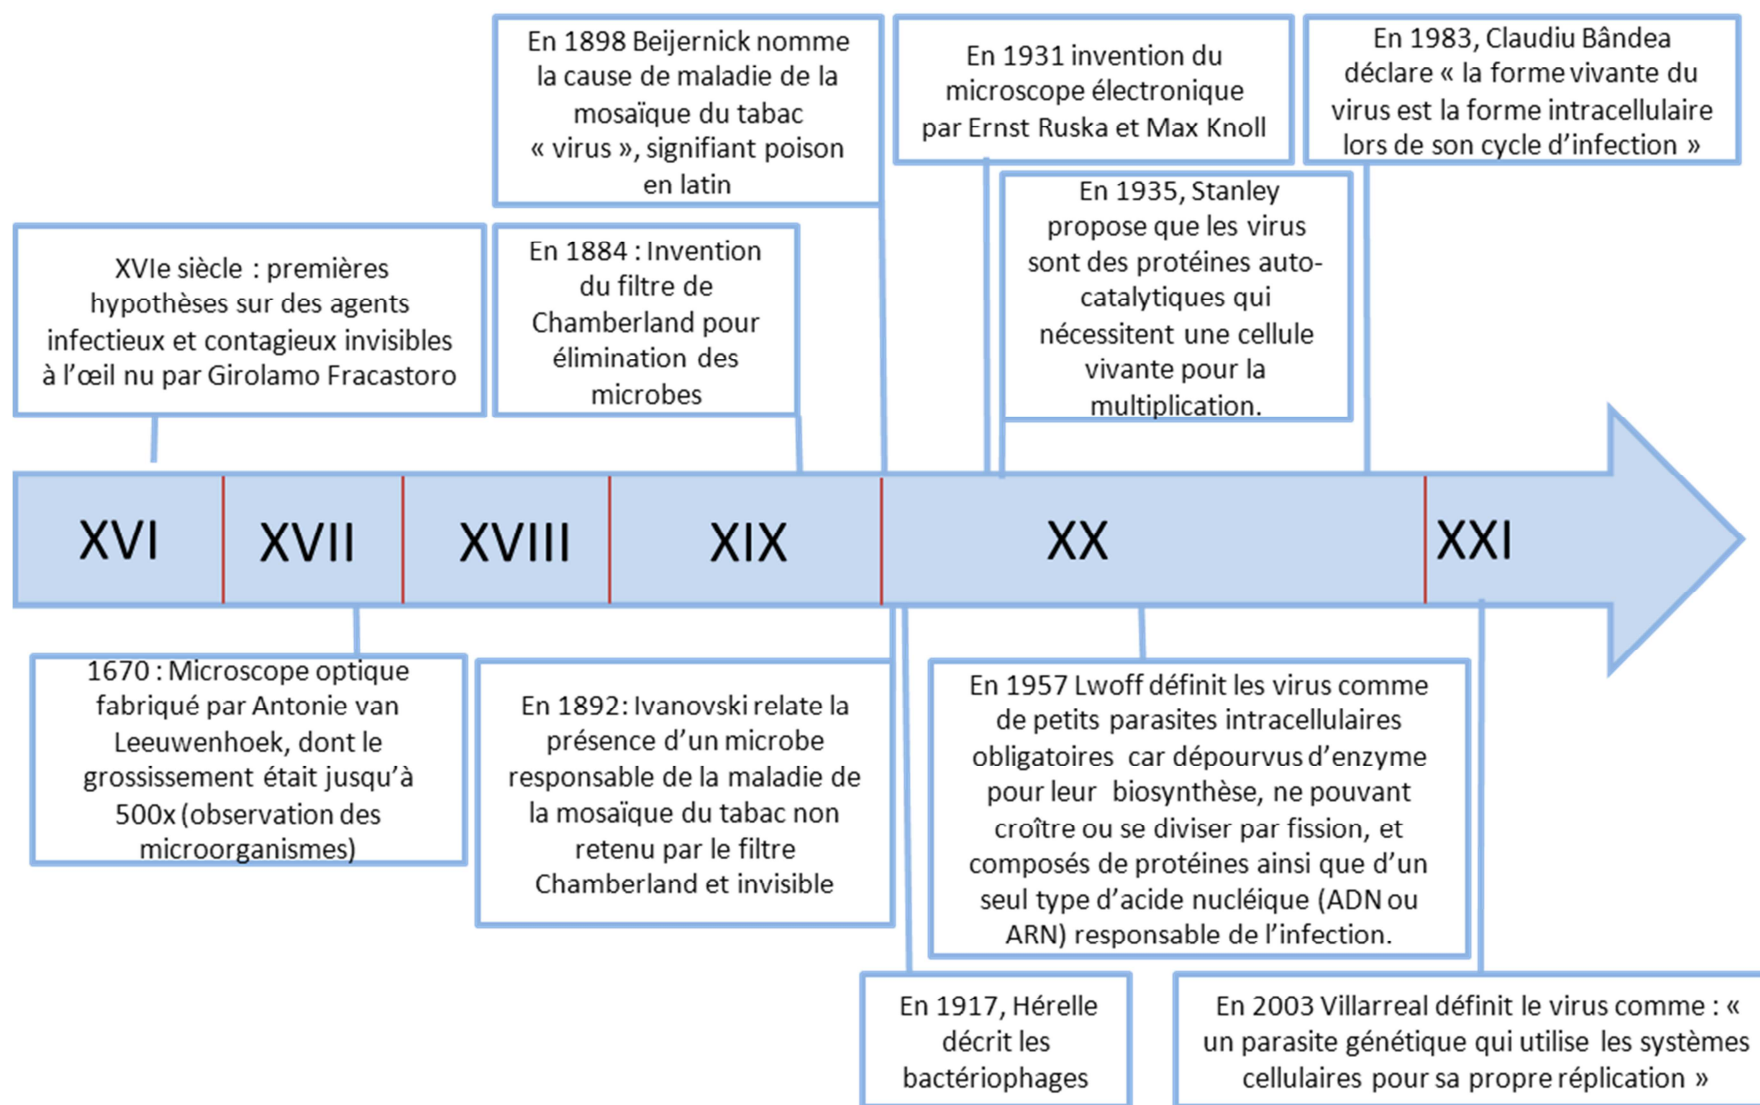 En 1898 Beijernick nomme
la cause de maladie de la
mosaïque du tabac
« virus », signifiant poison
en latin
En 1931 invention du
microscope électronique
par Ernst Ruska et Max Knoll
En 1983, Claudiu Bândea
déclare « la forme vivante du
virus est la forme intracellulaire
lors de son cycle d’infection »
XVIe siècle : premières
hypothèses sur des agents
infectieux et contagieux invisibles
à l’œil nu par Girolamo Fracastoro
En 1884 : Invention
du filtre de
Chamberland pour
élimination des
microbes
En 1935, Stanley
propose que les virus
sont des protéines auto-
catalytiques qui
nécessitent une cellule
vivante pour la
multiplication.
XVI
XVII
XVIII
XIX
XX
XXI
1670 : Microscope optique
fabriqué par Antonie van
Leeuwenhoek, dont le
grossissement était jusqu’à
500x (observation des
microorganismes)
En 1892: Ivanovski relate la
présence d’un microbe
responsable de la maladie de
la mosaïque du tabac non
retenu par le filtre
Chamberland et invisible
En 1957 Lwoff définit les virus comme
de petits parasites intracellulaires
obligatoires car dépourvus d’enzyme
pour leur biosynthèse, ne pouvant
croître ou se diviser par fission, et
composés de protéines ainsi que d’un
seul type d’acide nucléique (ADN ou
ARN) responsable de l’infection.
En 1917, Hérelle
décrit les
bactériophages
En 2003 Villarreal définit le virus comme : «
un parasite génétique qui utilise les systèmes
cellulaires pour sa propre réplication »